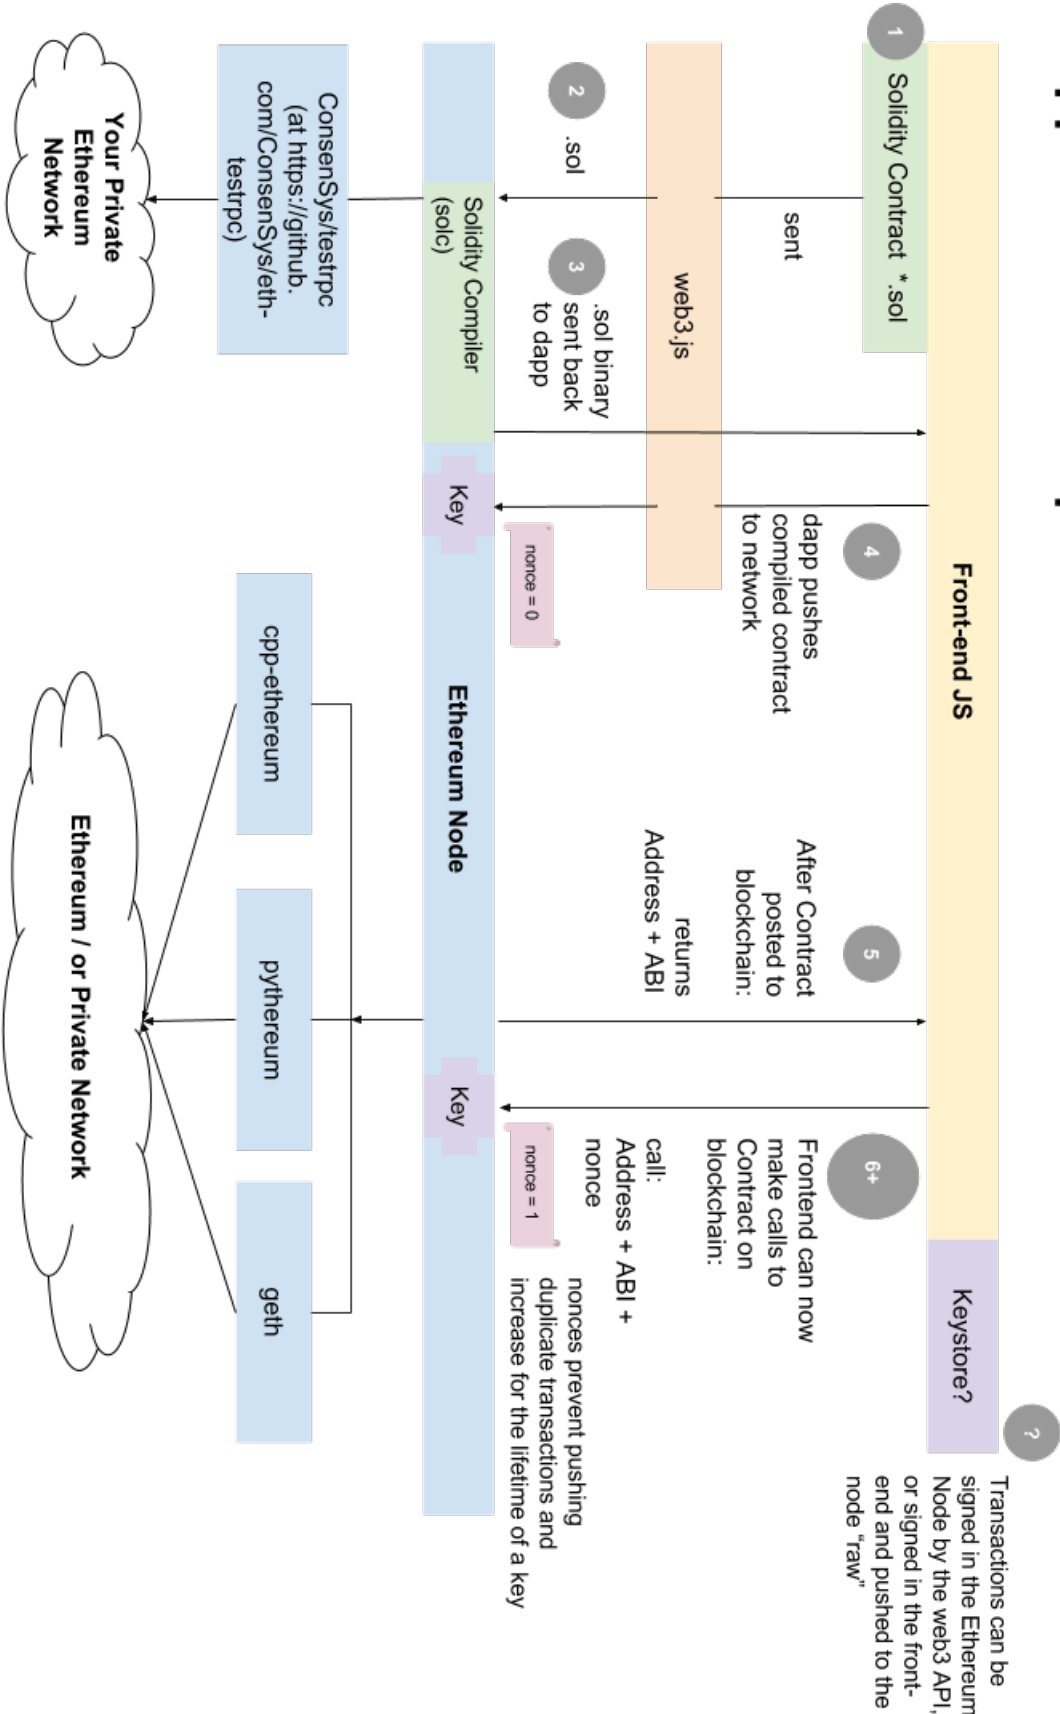 1
Solidity Contract *.sol
Front-end JS
Keystore?
?
Transactions can be
signed in the Ethereum
Node by the web3 API,
or signed in the front-
end and pushed to the
node “raw”
sent
4
dapp pushes
compiled contract
to network
5
After Contract
posted to
blockchain:
returns
Address + ABI
6+
Frontend can now
make calls to
Contract on
blockchain:
call:
Address + ABI +
nonce
web3.js
2
.sol
3
.sol binary
sent back
to dapp
nonce = 0
nonce = 1
nonces prevent pushing
duplicate transactions and
increase for the lifetime of a key
Solidity Compiler
(solc)
Key
Ethereum Node
Key
ConsenSys/testrpc
(at https://github.
com/ConsenSys/eth-
testrpc)
cpp-ethereum
pythereum
geth
Your Private
Ethereum
Network
Ethereum / or Private Network